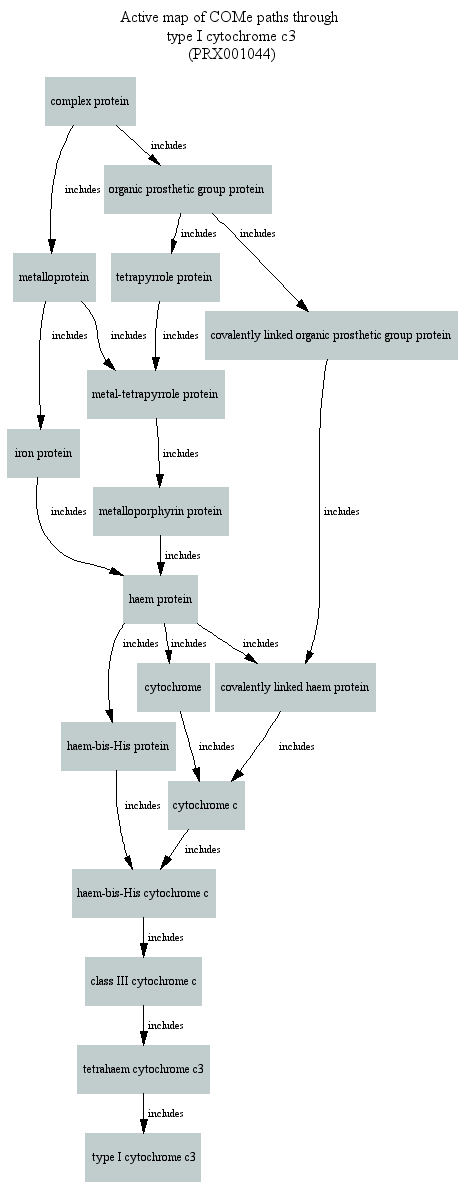 Active map of COMe paths through
type I cytochrome c3
(PRX001044)
complex protein
includes
includes
organic prosthetic group protein
includes
includes
metalloprotein
tetrapyrrole protein
covalently linked organic prosthetic group protein
includes
includes
includes
metal-tetrapyrrole protein
iron protein
includes
metalloporphyrin protein
includes
includes
includes
haem protein
includes
includes
includes
cytochrome
covalently linked haem protein
haem-bis-His protein
includes
includes
cytochrome c
includes
includes
haem-bis-His cytochrome c
includes
class III cytochrome c
includes
tetrahaem cytochrome c3
includes
type I cytochrome c3